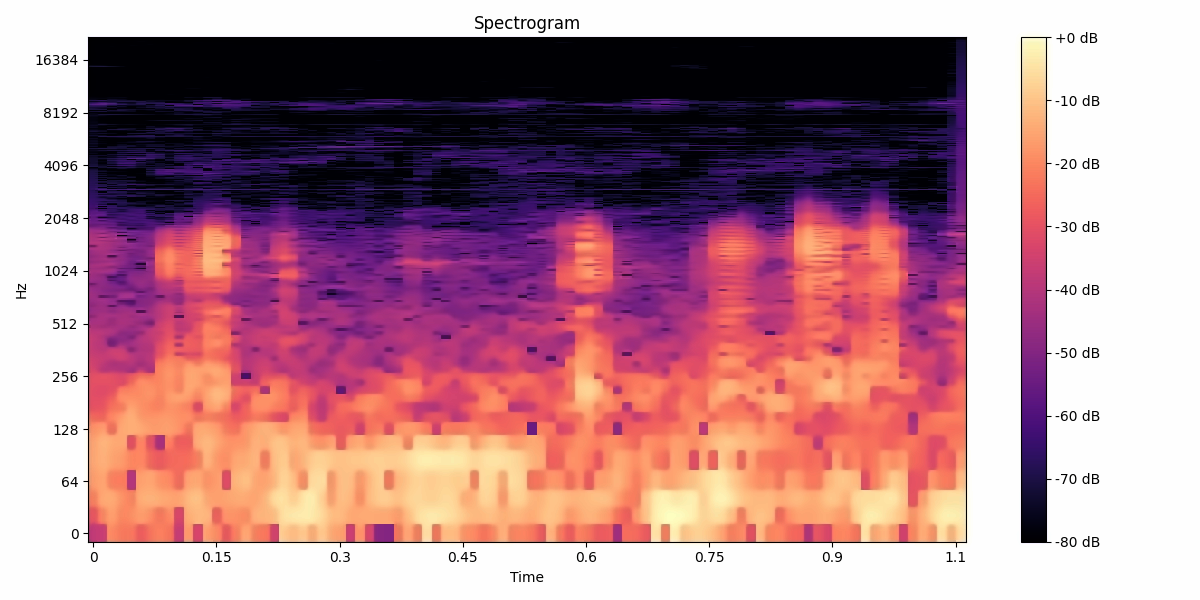 Spectrogram
16384
8192
4096
2048
1024
512
256
128
64
0
Hz
0 0.15 0.3 0.45 0.6 0.75 0.9 1.1
Time
+0 dB
-10 dB
-20 dB
-30 dB
-40 dB
-50 dB
-60 dB
-70 dB
-80 dB